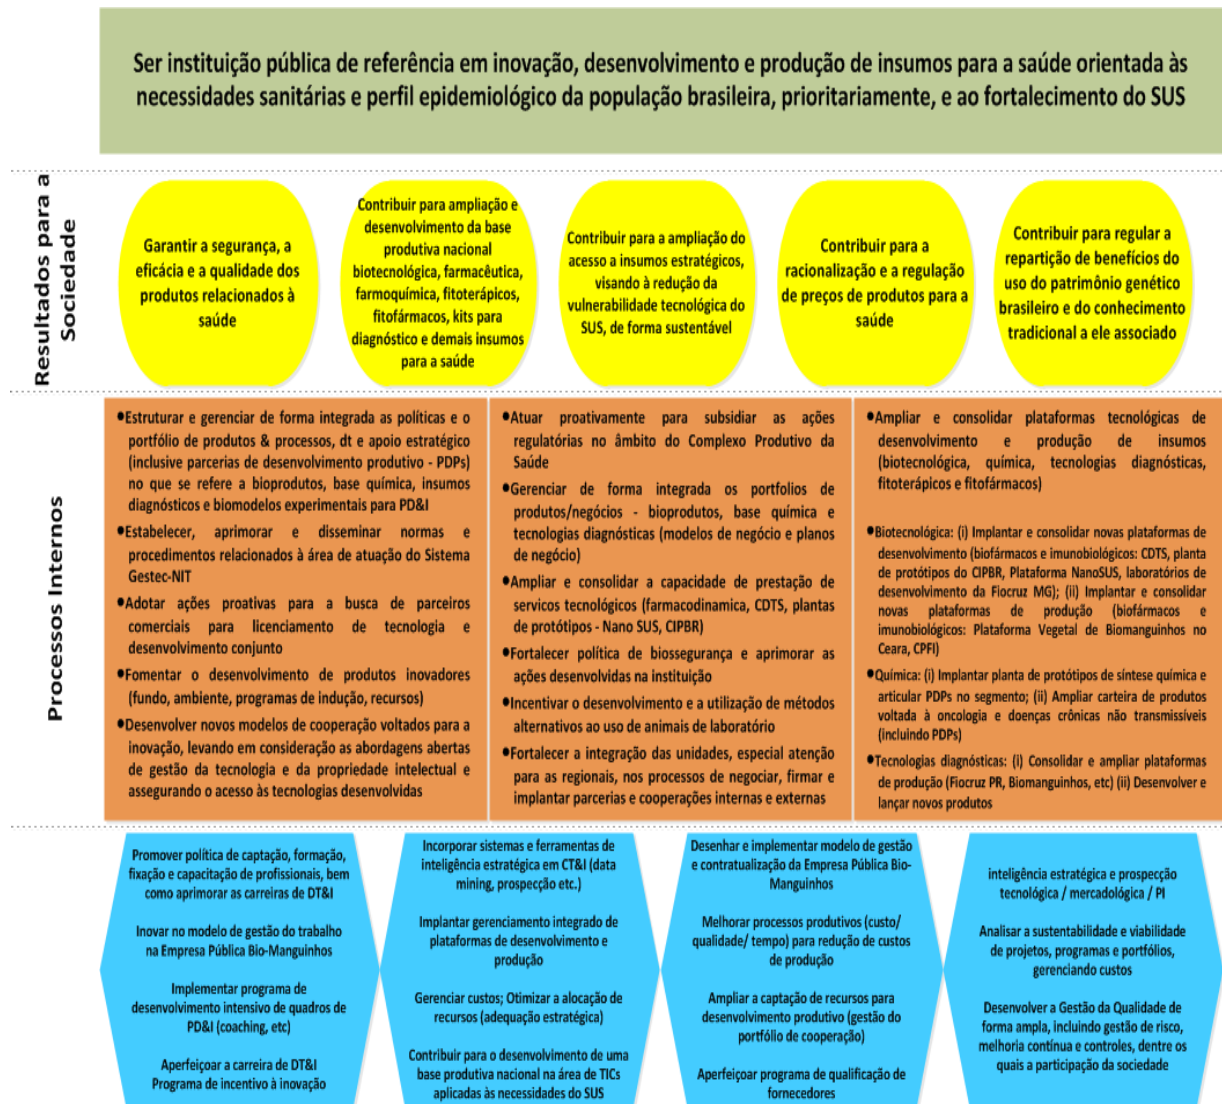 Ser instituição pública de referência em inovação, desenvolvimento e produção de insumos para a saúde orientada às
necessidades sanitárias e perfil epidemiológico da população brasileira, prioritariamente, e ao fortalecimento do SUS
Resultados para a
Sociedade
Garantir a segurança, a
eficácia e a qualidade dos
produtos relacionados à
saúde
Contribuir para ampliação e
desenvolvimento da base
produtiva nacional
biotecnológica, farmacêutica,
farmoquímica, fitoterápicos,
fitofármacos, kits para
diagnóstico e demais insumos
para a saúde
Contribuir para a ampliação do
acesso a insumos estratégicos,
visando à redução da
vulnerabilidade tecnológica do
SUS, de forma sustentável
Contribuir para a
racionalização e a regulação
de preços de produtos para a
saúde
Contribuir para regular a
repartição de benefícios do
uso do patrimônio genético
brasileiro e do conhecimento
tradicional a ele associado
Processos Internos
•Estruturar e gerenciar de forma integrada as políticas e o
portfólio de produtos & processos, dt e apoio estratégico
(inclusive parcerias de desenvolvimento produtivo - PDPs)
no que se refere a bioprodutos, base química, insumos
diagnósticos e biomodelos experimentais para PD&I
•Estabelecer, aprimorar e disseminar normas e
procedimentos relacionados à área de atuação do Sistema
Gestec-NIT
•Adotar ações proativas para a busca de parceiros
comerciais para licenciamento de tecnologia e
desenvolvimento conjunto
•Fomentar o desenvolvimento de produtos inovadores
(fundo, ambiente, programas de indução, recursos)
•Desenvolver novos modelos de cooperação voltados para a
inovação, levando em consideração as abordagens abertas
de gestão da tecnologia e da propriedade intelectual e
assegurando o acesso às tecnologias desenvolvidas
•Atuar proativamente para subsidiar as ações
regulatórias no âmbito do Complexo Produtivo da
Saúde
•Gerenciar de forma integrada os portfolios de
produtos/negócios - bioprodutos, base química e
tecnologias diagnósticas (modelos de negócio e planos
de negócio)
•Ampliar e consolidar a capacidade de prestação de
servicos tecnológicos (farmacodinamica, CDTS, plantas
de protótipos - Nano SUS, CIPBR)
•Fortalecer política de biossegurança e aprimorar as
ações desenvolvidas na instituição
•Incentivar o desenvolvimento e a utilização de métodos
alternativos ao uso de animais de laboratório
•Fortalecer a integração das unidades, especial atenção
para as regionais, nos processos de negociar, firmar e
implantar parcerias e cooperações internas e externas
•Ampliar e consolidar plataformas tecnológicas de
desenvolvimento e produção de insumos
(biotecnológica, química, tecnologias diagnósticas,
fitoterápicos e fitofármacos)
•Biotecnológica: (i) Implantar e consolidar novas plataformas de
desenvolvimento (biofármacos e imunobiológicos: CDTS, planta
de protótipos do CIPBR, Plataforma NanoSUS, laboratórios de
desenvolvimento da Fiocruz MG); (ii) Implantar e consolidar
novas plataformas de produção (biofármacos e
imunobiológicos: Plataforma Vegetal de Biomanguinhos no
Ceara, CPFI)
•Química: (i) Implantar planta de protótipos de síntese química e
articular PDPs no segmento; (ii) Ampliar carteira de produtos
voltada à oncologia e doenças crônicas não transmissíveis
(incluindo PDPs)
•Tecnologias diagnósticas: (i) Consolidar e ampliar plataformas
de produção (Fiocruz PR, Biomanguinhos, etc) (ii) Desenvolver e
lançar novos produtos
Promover política de captação, formação,
fixação e capacitação de profissionais, bem
como aprimorar as carreiras de DT&I
Inovar no modelo de gestão do trabalho
na Empresa Pública Bio-Manguinhos
Implementar programa de
desenvolvimento intensivo de quadros de
PD&I (coaching, etc)
Aperfeiçoar a carreira de DT&I
Programa de incentivo à inovação
Incorporar sistemas e ferramentas de
inteligência estratégica em CT&I (data
mining, prospecção etc.)
Implantar gerenciamento integrado de
plataformas de desenvolvimento e
produção
Gerenciar custos; Otimizar a alocação de
recursos (adequação estratégica)
Contribuir para o desenvolvimento de uma
base produtiva nacional na área de TICs
aplicadas às necessidades do SUS
Desenhar e implementar modelo de gestão
e contratualização da Empresa Pública Bio-
Manguinhos
Melhorar processos produtivos (custo/
qualidade/ tempo) para redução de custos
de produção
Ampliar a captação de recursos para
desenvolvimento produtivo (gestão do
portfólio de cooperação)
Aperfeiçoar programa de qualificação de
fornecedores
inteligência estratégica e prospecção
tecnológica / mercadológica / PI
Analisar a sustentabilidade e viabilidade
de projetos, programas e portfólios,
gerenciando custos
Desenvolver a Gestão da Qualidade de
forma ampla, incluindo gestão de risco,
melhoria contínua e controles, dentre os
quais a participação da sociedade